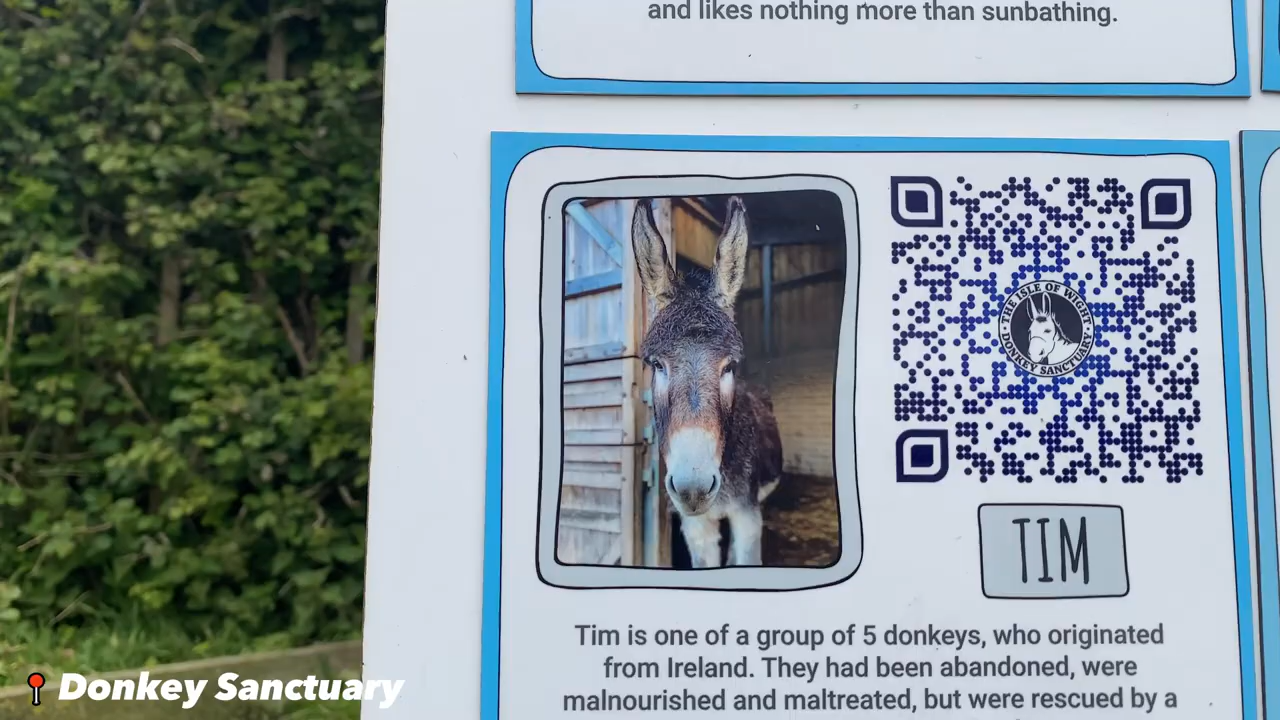 and likes nothing more than sunbathing.
THE ISLE OF WIGHT
DONKEY SANCTUARY
TIM
Tim is one of a group of 5 donkeys, who originated
from Ireland. They had been abandoned, were
malnourished and maltreated, but were rescued by a
Donkey Sanctuary